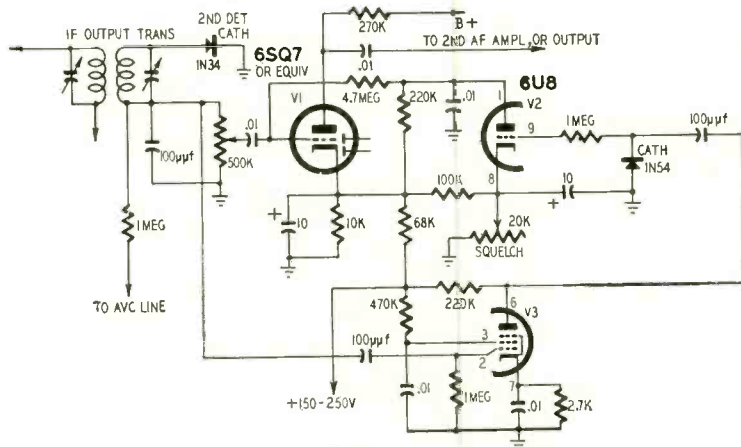 270K
B+
IF OUTPUT TRANS
2ND DET
CATH
1N34
6SQ7
OR EQUIV
TO 2ND AF AMPL, OR OUTPUT
.01
4.7MEG
220K
.01
6U8
1
V2
9
1MEG
100µµf
CATH
1N54
V1
.01
500K
100µµf
8
10
+
100K
+
10
10K
68K
20K
SQUELCH
1MEG
TO AVC LINE
470K
220K
6
V3
3
2
7
100µµf
+150-250V
.01
1MEG
.01
2.7K